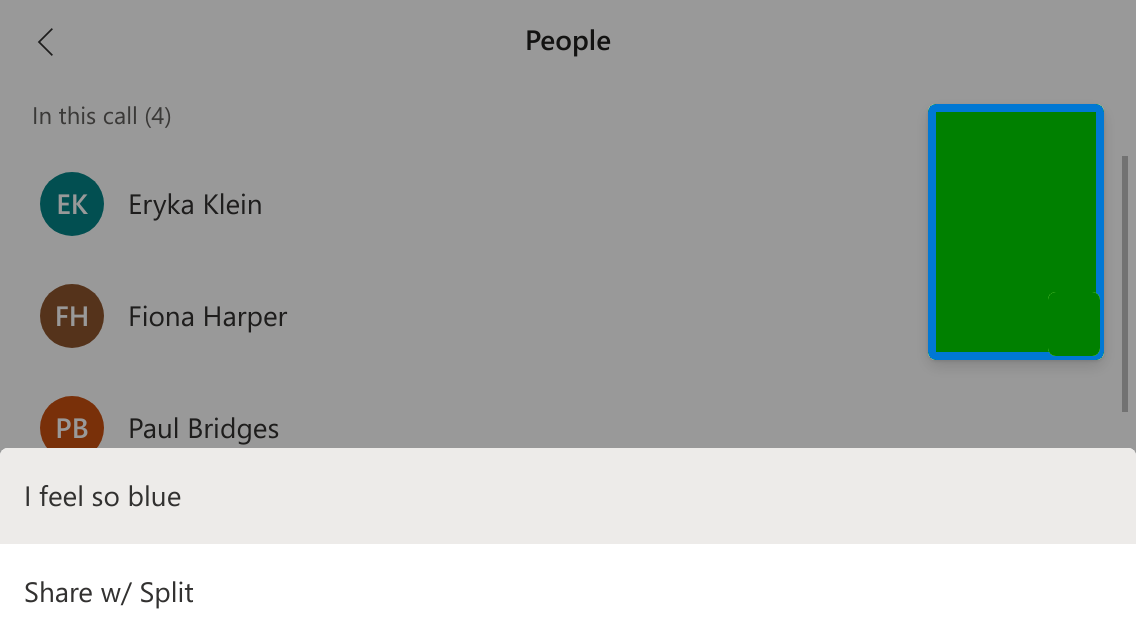 People
In this call (4)
EK Eryka Klein
FH Fiona Harper
PB Paul Bridges
I feel so blue
Share w/ Split